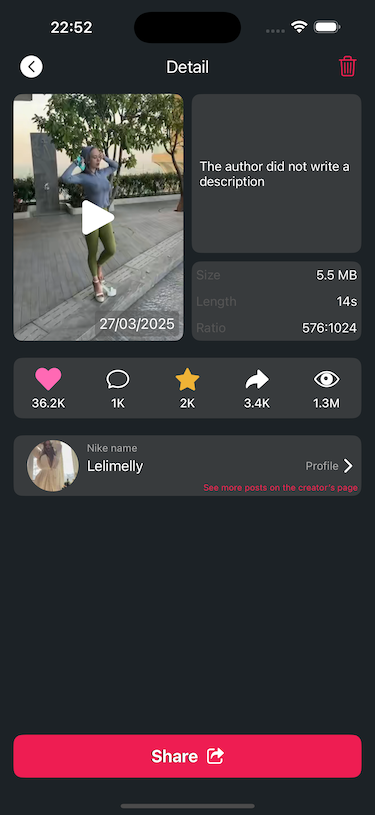 22:52
Detail
The author did not write a
description
27/03/2025
Size 5.5 MB
Length 14s
Ratio 576:1024
36.2K 1K 2K 3.4K 1.3M
Nike name
Lelimelly
Profile
See more posts on the creator's page
Share